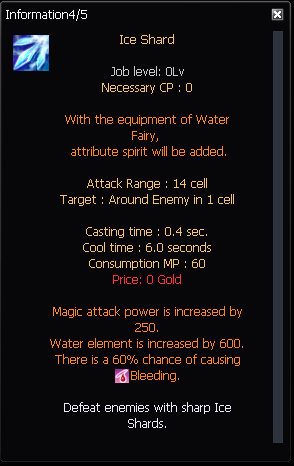 Information4/5
Ice Shard
Job level: 0Lv
Necessary CP : 0
With the equipment of Water
Fairy,
attribute spirit will be added.
Attack Range : 14 cell
Target : Around Enemy in 1 cell
Casting time : 0.4 sec.
Cool time : 6.0 seconds
Consumption MP : 60
Price: 0 Gold
Magic attack power is increased by
250.
Water element is increased by 600.
There is a 60% chance of causing
Bleeding.
Defeat enemies with sharp Ice
Shards.